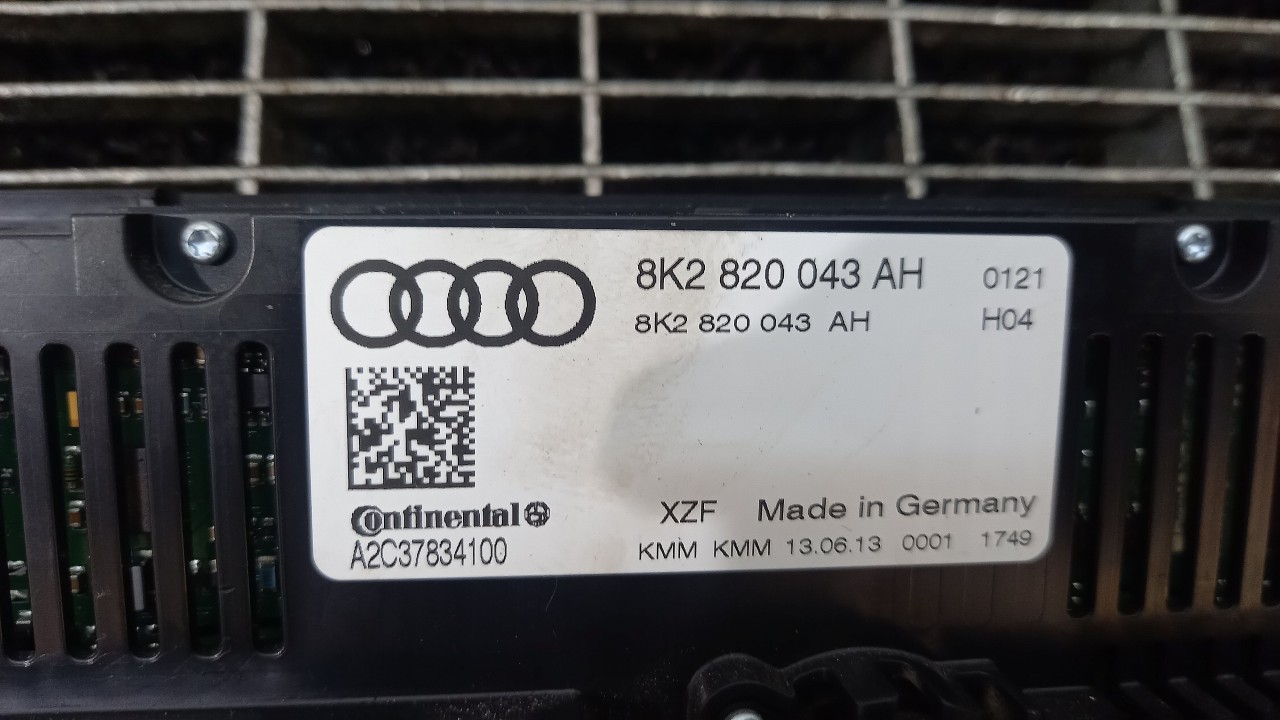 8K2 820 043 AH 0121
8K2 820 043 AH H04
Continental
A2C37834100
XZF Made in Germany
KMM KMM 13.06.13 0001 1749